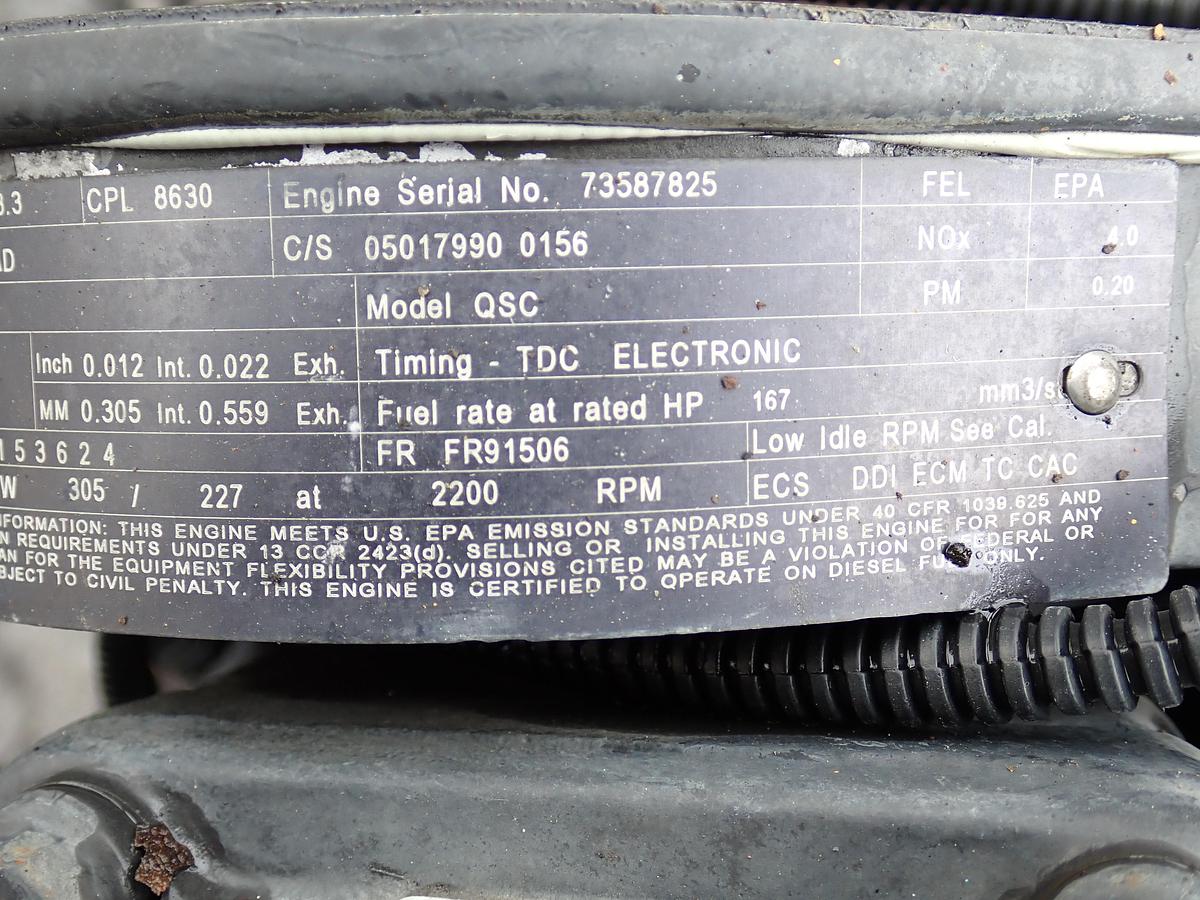 8.3 CPL 8630 Engine Serial No. 73587825 FEL EPA
AD C/S 05017990 0156 NOx 4.0
Model QSC PM 0.20
Inch 0.012 Int. 0.022 Exh. Timing - TDC ELECTRONIC
MM 0.305 Int. 0.559 Exh. Fuel rate at rated HP 167 mm3/s
153624 FR FR91506 Low Idle RPM See Cal.
W 305 / 227 at 2200 RPM ECS DDI ECM TC CAC
NFORMATION: THIS ENGINE MEETS U.S. EPA EMISSION STANDARDS UNDER 40 CFR 1039.625 AND
N REQUIREMENTS UNDER 13 CCR 2423(d). SELLING OR INSTALLING THIS ENGINE FOR FOR ANY
AN FOR THE EQUIPMENT FLEXIBILITY PROVISIONS CITED MAY BE A VIOLATION OF FEDERAL OR
BJECT TO CIVIL PENALTY. THIS ENGINE IS CERTIFIED TO OPERATE ON DIESEL FUEL ONLY.